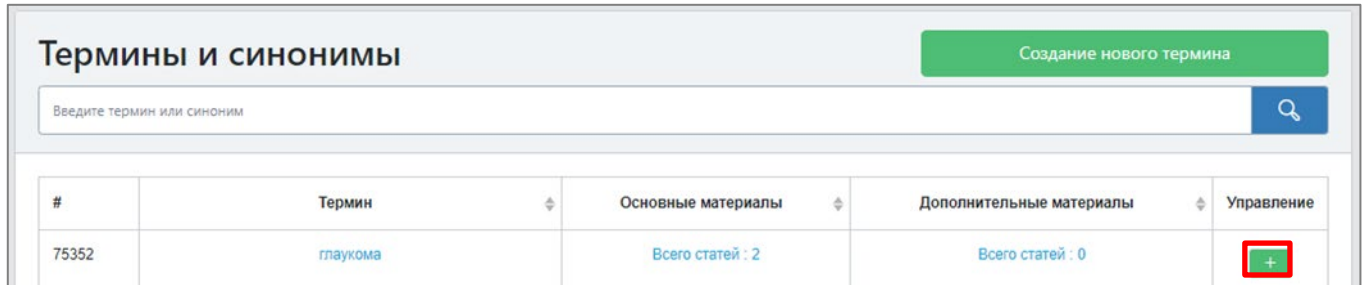 Термины и синонимы
Создание нового термина
Введите термин или синоним
# Термин Основные материалы Дополнительные материалы Управление
75352 глаукома Всего статей : 2 Всего статей : 0 +